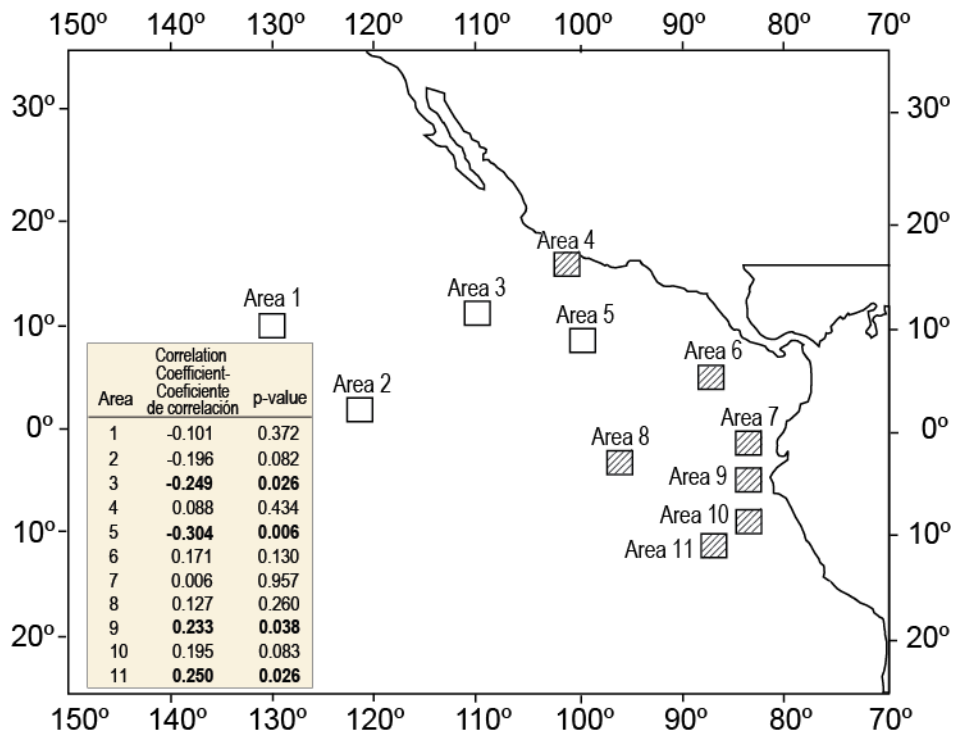 150º 140º 130º 120º 110º 100º 90º 80º 70º
30º 30º
20º 20º
Area 4
Area 3
Area 1
Area 5
10º 10º
Area 6
Area 2
0º 0º
Area 7
Area 8
Area 9
Area 10
10º 10º
Area 11
20º 20º
Correlation
Coefficient-
Coeficiente
Area de correlación p-value
1 -0.101 0.372
2 -0.196 0.082
3 -0.249 0.026
4 0.088 0.434
5 -0.304 0.006
6 0.171 0.130
7 0.006 0.957
8 0.127 0.260
9 0.233 0.038
10 0.195 0.083
11 0.250 0.026
150º 140º 130º 120º 110º 100º 90º 80º 70º